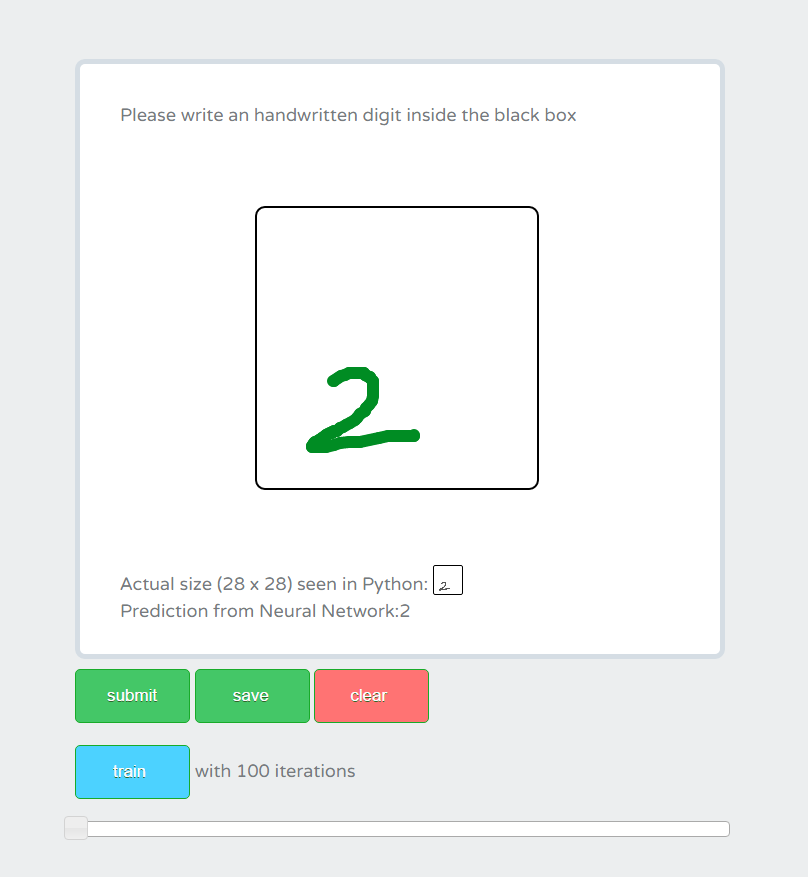 Please write an handwritten digit inside the black box
2
Actual size (28 x 28) seen in Python: 2
Prediction from Neural Network:2
submit save clear
train with 100 iterations